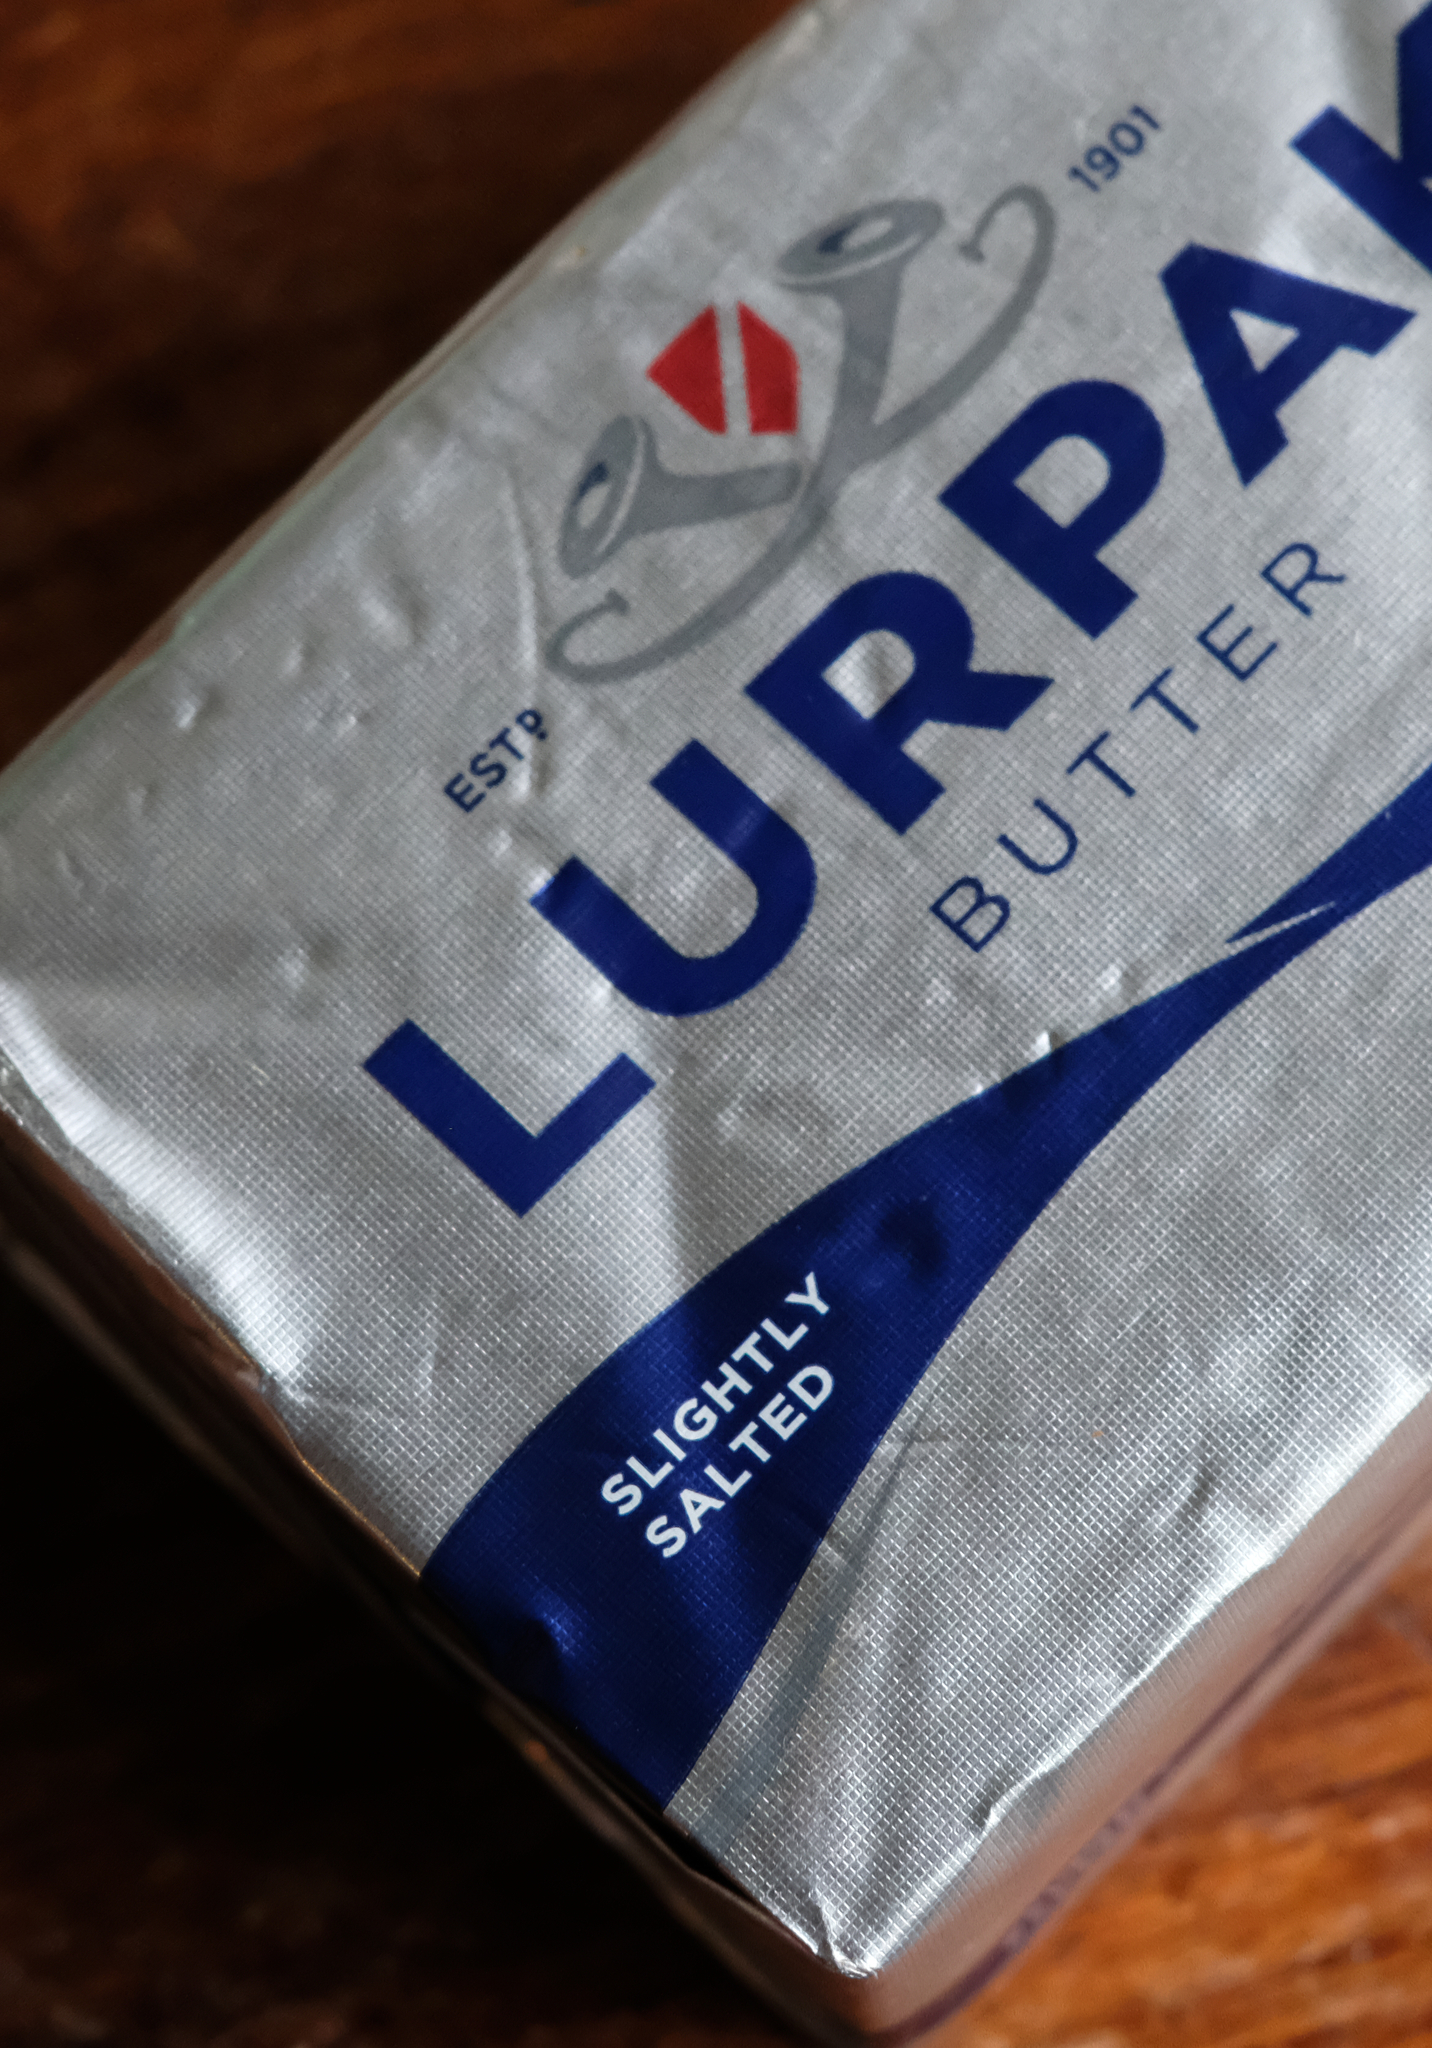 ESTD 1901
LURPAK
BUTTER
SLIGHTLY
SALTED